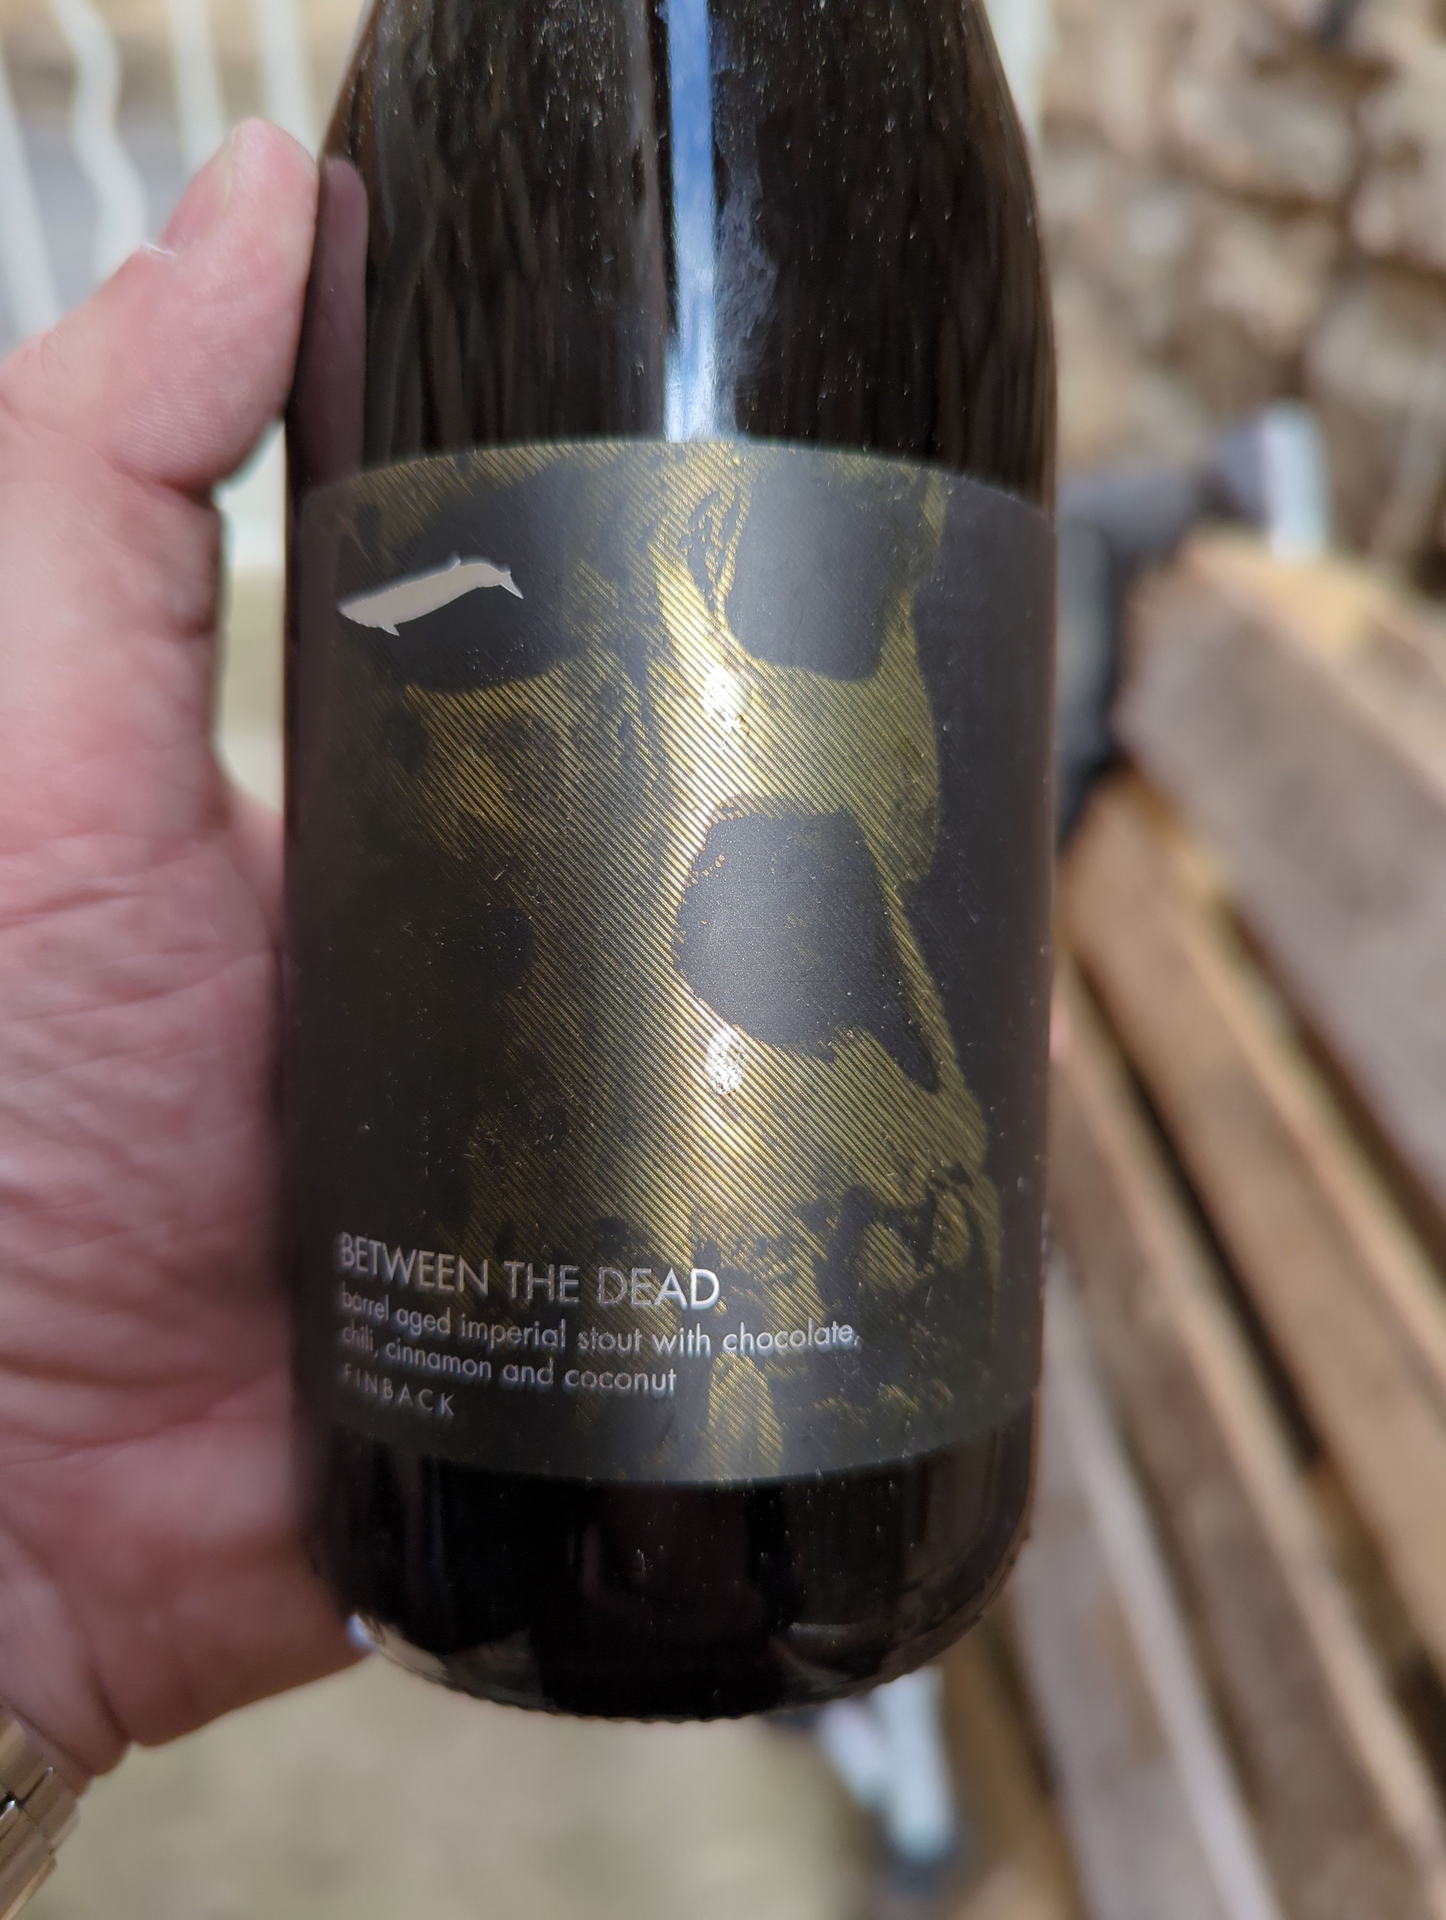 BETWEEN THE DEAD
barrel aged imperial stout with chocolate,
chili, cinnamon and coconut
FINBACK